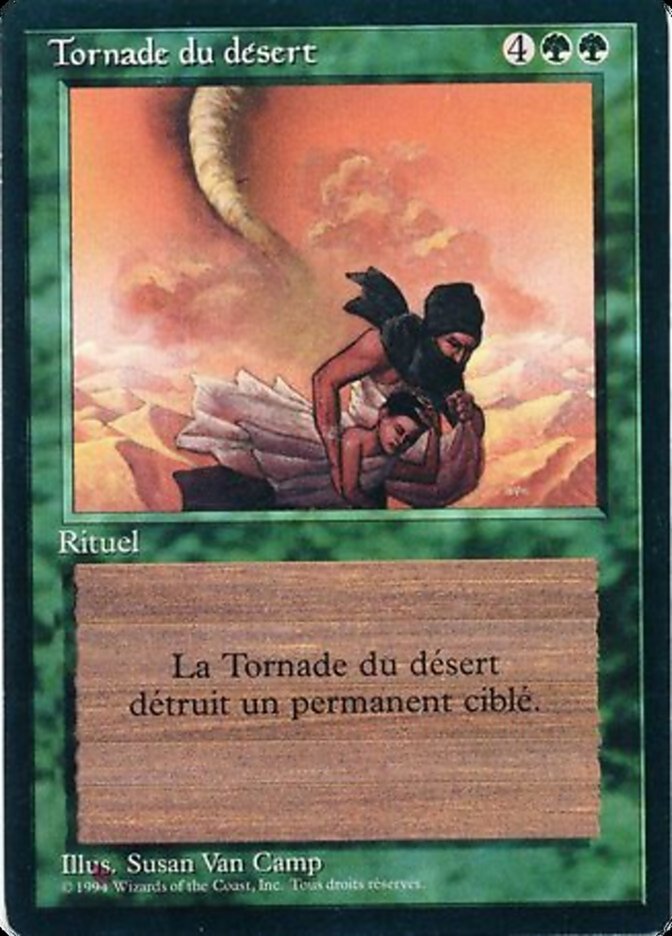 Tornade du désert 4
Rituel
La Tornade du désert
détruit un permanent ciblé.
Illus. Susan Van Camp
© 1994 Wizards of the Coast, Inc. Tous droits réservés.